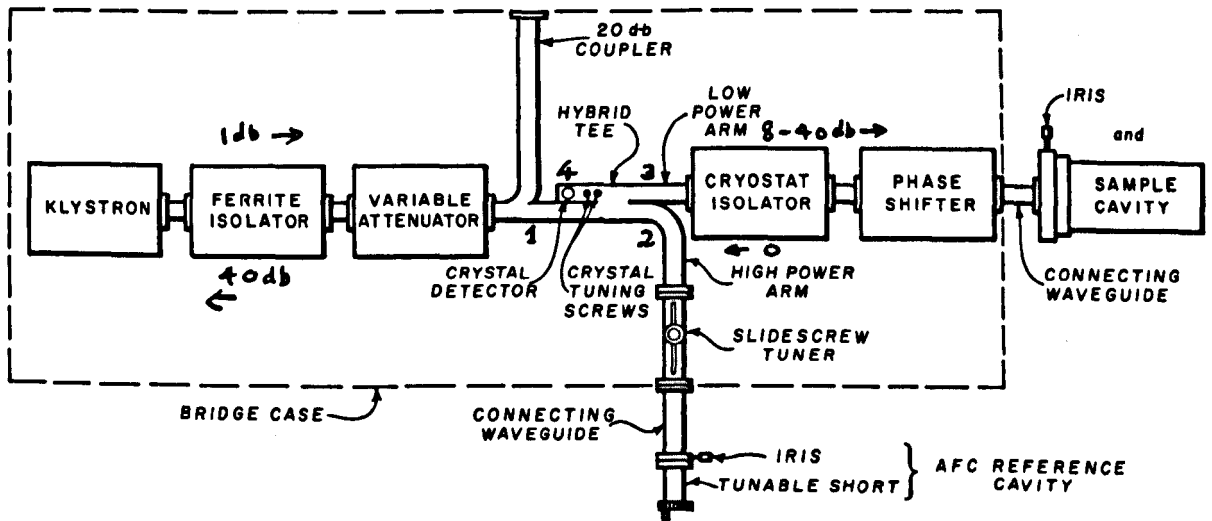 20 db
COUPLER
HYBRID
TEE
LOW
POWER
ARM
IRIS
and
1db →
8-40db →
KLYSTRON
FERRITE
ISOLATOR
VARIABLE
ATTENUATOR
4
3
CRYOSTAT
ISOLATOR
PHASE
SHIFTER
SAMPLE
CAVITY
1
2
← 0
40db
←
CRYSTAL
DETECTOR
CRYSTAL
TUNING
SCREWS
HIGH POWER
ARM
CONNECTING
WAVEGUIDE
SLIDESCREW
TUNER
BRIDGE CASE
CONNECTING
WAVEGUIDE
IRIS
TUNABLE SHORT
AFC REFERENCE
CAVITY